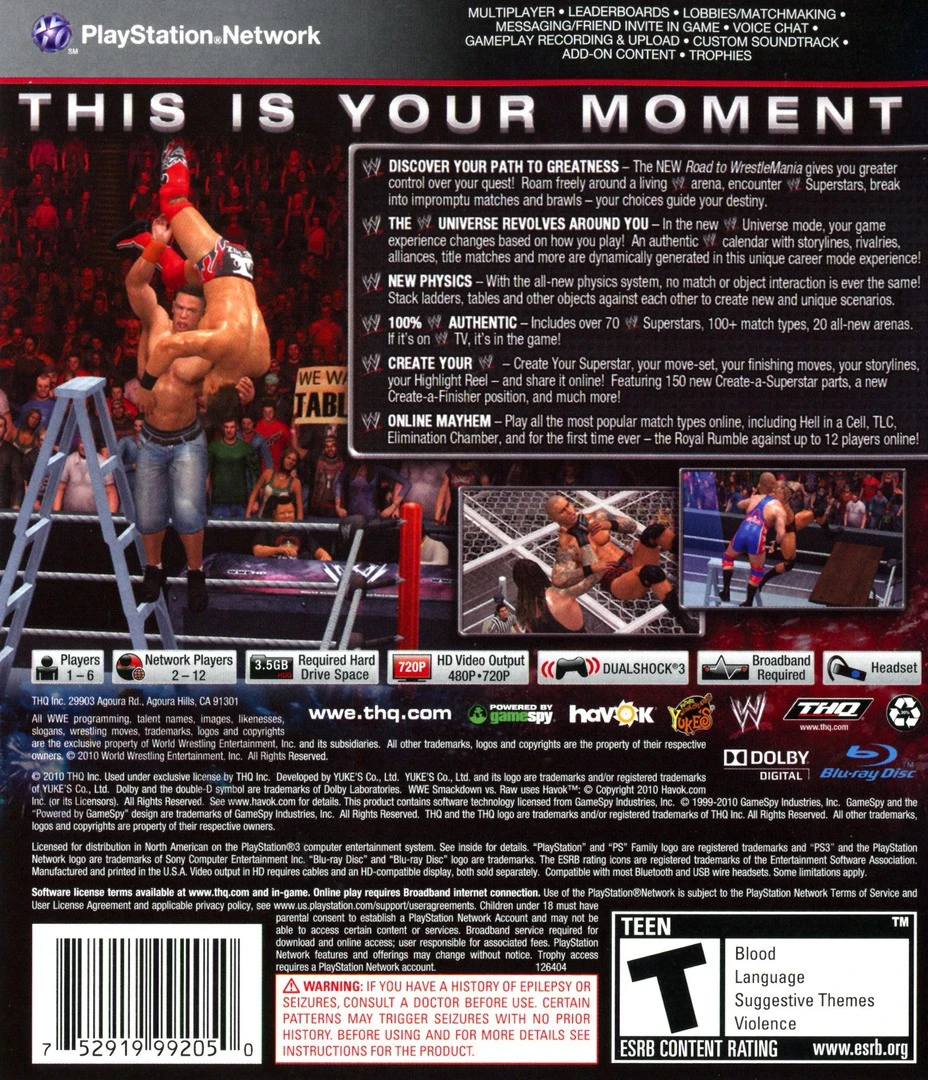 PlayStation®Network
SM
MULTIPLAYER • LEADERBOARDS • LOBBIES/MATCHMAKING •
MESSAGING/FRIEND INVITE IN GAME • VOICE CHAT •
GAMEPLAY RECORDING & UPLOAD • CUSTOM SOUNDTRACK •
ADD-ON CONTENT • TROPHIES
THIS IS YOUR MOMENT
W DISCOVER YOUR PATH TO GREATNESS – The NEW Road to WrestleMania gives you greater
control over your quest! Roam freely around a living W arena, encounter W Superstars, break
into impromptu matches and brawls – your choices guide your destiny.
W THE W UNIVERSE REVOLVES AROUND YOU – In the new W Universe mode, your game
experience changes based on how you play! An authentic W calendar with storylines, rivalries,
alliances, title matches and more are dynamically generated in this unique career mode experience!
W NEW PHYSICS – With the all-new physics system, no match or object interaction is ever the same!
Stack ladders, tables and other objects against each other to create new and unique scenarios.
W 100% W AUTHENTIC – Includes over 70 W Superstars, 100+ match types, 20 all-new arenas.
If it's on W TV, it's in the game!
W CREATE YOUR W – Create Your Superstar, your move-set, your finishing moves, your storylines,
your Highlight Reel – and share it online! Featuring 150 new Create-a-Superstar parts, a new
Create-a-Finisher position, and much more!
W ONLINE MAYHEM – Play all the most popular match types online, including Hell in a Cell, TLC,
Elimination Chamber, and for the first time ever – the Royal Rumble against up to 12 players online!
WE WA
TABL
Players
1 – 6
Network Players
2 – 12
3.5GB
HDD
Required Hard
Drive Space
720P
HD Video Output
480P•720P
DUALSHOCK®3
Broadband
Required
Headset
THQ Inc. 29903 Agoura Rd., Agoura Hills, CA 91301
www.thq.com
wwe.thq.com
POWERED BY
gamespy
havok
YUKE'S
W
THQ
All WWE programming, talent names, images, likenesses,
slogans, wrestling moves, trademarks, logos and copyrights
are the exclusive property of World Wrestling Entertainment, Inc. and its subsidiaries. All other trademarks, logos and copyrights are the property of their respective
owners. © 2010 World Wrestling Entertainment, Inc. All Rights Reserved.
DOLBY
DIGITAL
Blu-ray Disc
TM
© 2010 THQ Inc. Used under exclusive license by THQ Inc. Developed by YUKE'S Co., Ltd. YUKE'S Co., Ltd. and its logo are trademarks and/or registered trademarks
of YUKE'S Co., Ltd. Dolby and the double-D symbol are trademarks of Dolby Laboratories. WWE Smackdown vs. Raw uses Havok™: © Copyright 2010 Havok.com
Inc. (or its Licensors). All Rights Reserved. See www.havok.com for details. This product contains software technology licensed from GameSpy Industries, Inc. © 1999-2010 GameSpy Industries, Inc. GameSpy and the
"Powered by GameSpy" design are trademarks of GameSpy Industries, Inc. All Rights Reserved. THQ and the THQ logo are trademarks and/or registered trademarks of THQ Inc. All Rights Reserved. All other trademarks,
logos and copyrights are property of their respective owners.
Licensed for distribution in North American on the PlayStation®3 computer entertainment system. See inside for details. "PlayStation" and "PS" Family logo are registered trademarks and "PS3" and the PlayStation
Network logo are trademarks of Sony Computer Entertainment Inc. "Blu-ray Disc" and "Blu-ray Disc" logo are trademarks. The ESRB rating icons are registered trademarks of the Entertainment Software Association.
Manufactured and printed in the U.S.A. Video output in HD requires cables and an HD-compatible display, both sold separately. Compatible with most Bluetooth and USB wire headsets. Some limitations apply.
Software license terms available at www.thq.com and in-game. Online play requires Broadband internet connection. Use of the PlayStation®Network is subject to the PlayStation Network Terms of Service and
User License Agreement and applicable privacy policy, see www.us.playstation.com/support/useragreements. Children under 18 must have
parental consent to establish a PlayStation Network Account and may not be
able to access certain content or services. Broadband service required for
download and online access; user responsible for associated fees. PlayStation
Network features and offerings may change without notice. Trophy access
requires a PlayStation Network account. 126404
WARNING: IF YOU HAVE A HISTORY OF EPILEPSY OR
SEIZURES, CONSULT A DOCTOR BEFORE USE. CERTAIN
PATTERNS MAY TRIGGER SEIZURES WITH NO PRIOR
HISTORY. BEFORE USING AND FOR MORE DETAILS SEE
INSTRUCTIONS FOR THE PRODUCT.
7 52919 99205 0
TEEN
TM
T
Blood
Language
Suggestive Themes
Violence
ESRB CONTENT RATING www.esrb.org